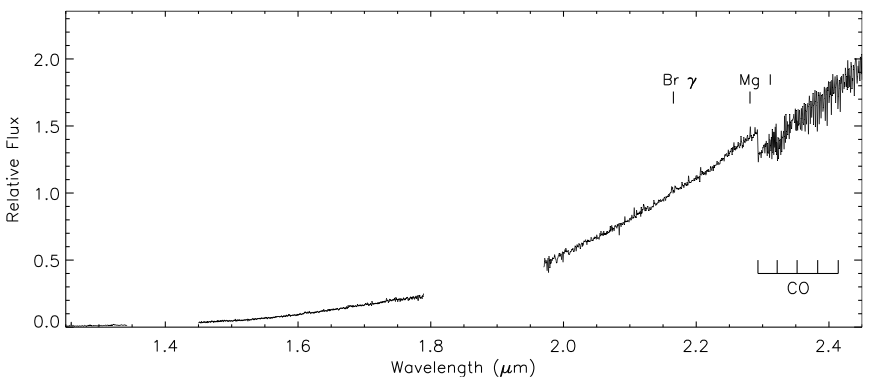 2.0
Br γ
Mg I
1.5
1.0
0.5
CO
0.0
1.4 1.6 1.8 2.0 2.2 2.4
Wavelength (μm)
Relative Flux